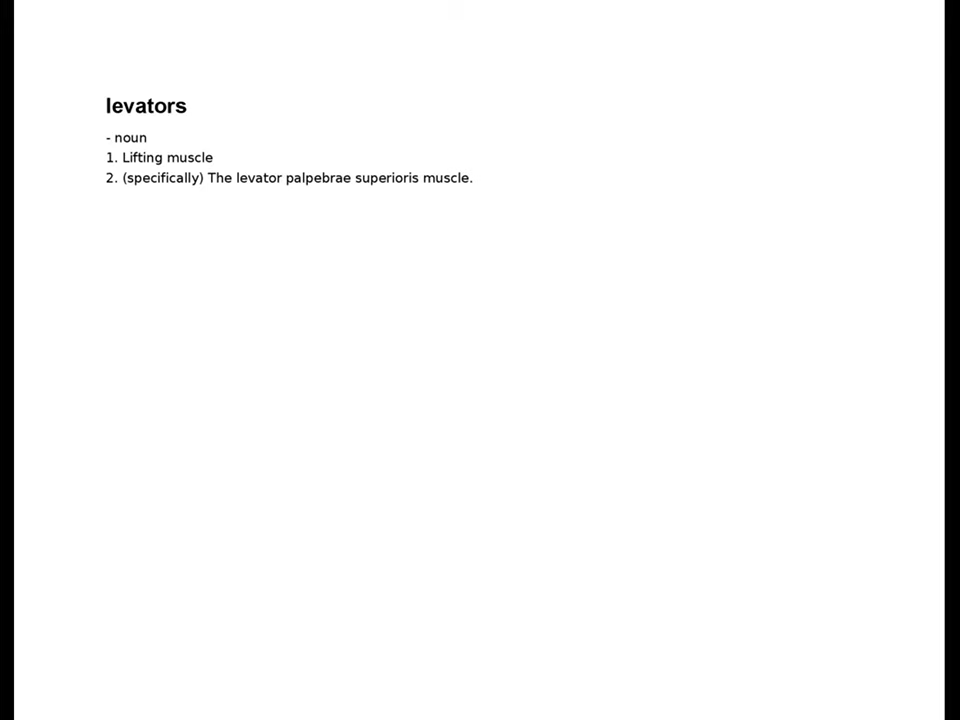 levators
- noun
1. Lifting muscle
2. (specifically) The levator palpebrae superioris muscle.